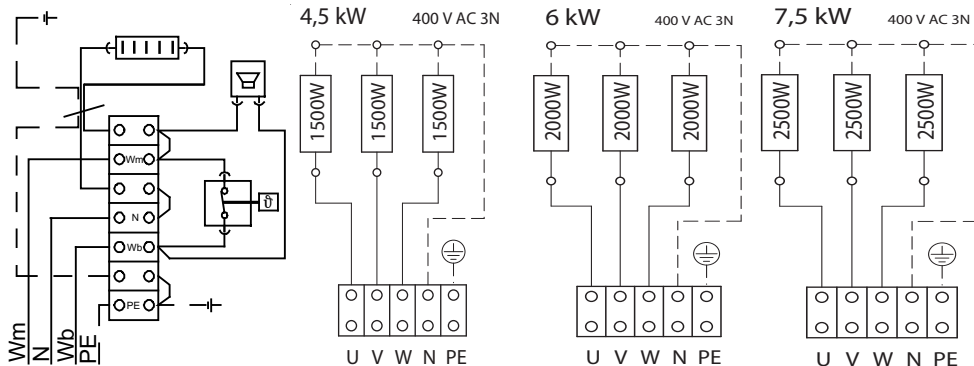 Wm
N
Wb
PE
ϑ
Wm
N
Wb
PE
4,5 kW 400 V AC 3N
1500W 1500W 1500W
U V W N PE
6 kW 400 V AC 3N
2000W 2000W 2000W
U V W N PE
7,5 kW 400 V AC 3N
2500W 2500W 2500W
U V W N PE